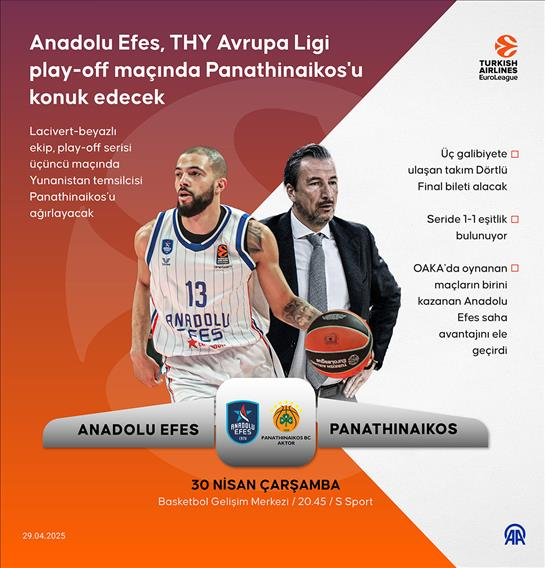 Anadolu Efes, THY Avrupa Ligi
play-off maçında Panathinaikos'u
konuk edecek
TURKISH
AIRLINES
EuroLeague
Lacivert-beyazlı
ekip, play-off serisi
üçüncü maçında
Yunanistan temsilcisi
Panathinaikos'u
ağırlayacak
Üç galibiyete
ulaşan takım Dörtlü
Final bileti alacak
Seride 1-1 eşitlik
bulunuyor
OAKA'da oynanan
maçların birini
kazanan Anadolu
Efes saha
avantajını ele
geçirdi
13
ANADOLU
EFES
ANADOLU EFES
ANADOLU
EFES
1976
PANATHINAIKOS BC
AKTOR
PANATHINAIKOS
30 NİSAN ÇARŞAMBA
Basketbol Gelişim Merkezi / 20.45 / S Sport
29.04.2025
AA